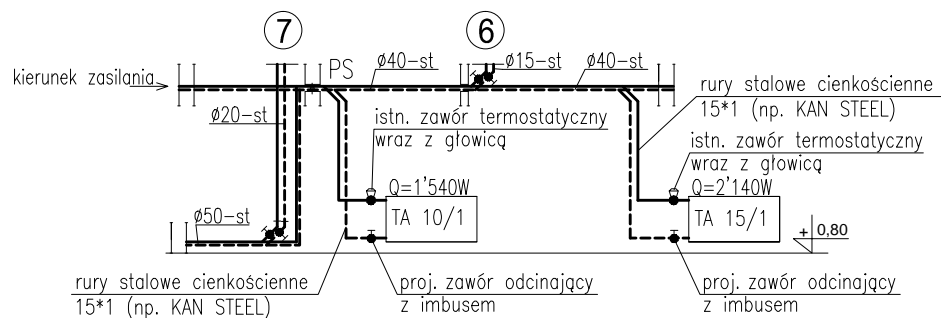 7
6
PS
ø40-st
ø15-st
ø40-st
kierunek zasilania
rury stalowe cienkościenne
15*1 (np. KAN STEEL)
ø20-st
istn. zawór termostatyczny
wraz z głowicą
istn. zawór termostatyczny
wraz z głowicą
Q=1'540W
Q=2'140W
TA 10/1
TA 15/1
ø50-st
+ 0,80
rury stalowe cienkościenne
15*1 (np. KAN STEEL)
proj. zawór odcinający
z imbusem
proj. zawór odcinający
z imbusem